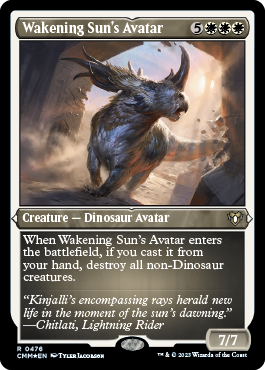 Wakening Sun's Avatar 5
Creature — Dinosaur Avatar
When Wakening Sun's Avatar enters
the battlefield, if you cast it from
your hand, destroy all non-Dinosaur
creatures.
"Kinjalli's encompassing rays herald new
life in the moment of the sun's dawning."
—Chitlati, Lightning Rider
7/7
R 0476
CMM★EN Tyler Jacobson ™ & © 2023 Wizards of the Coast